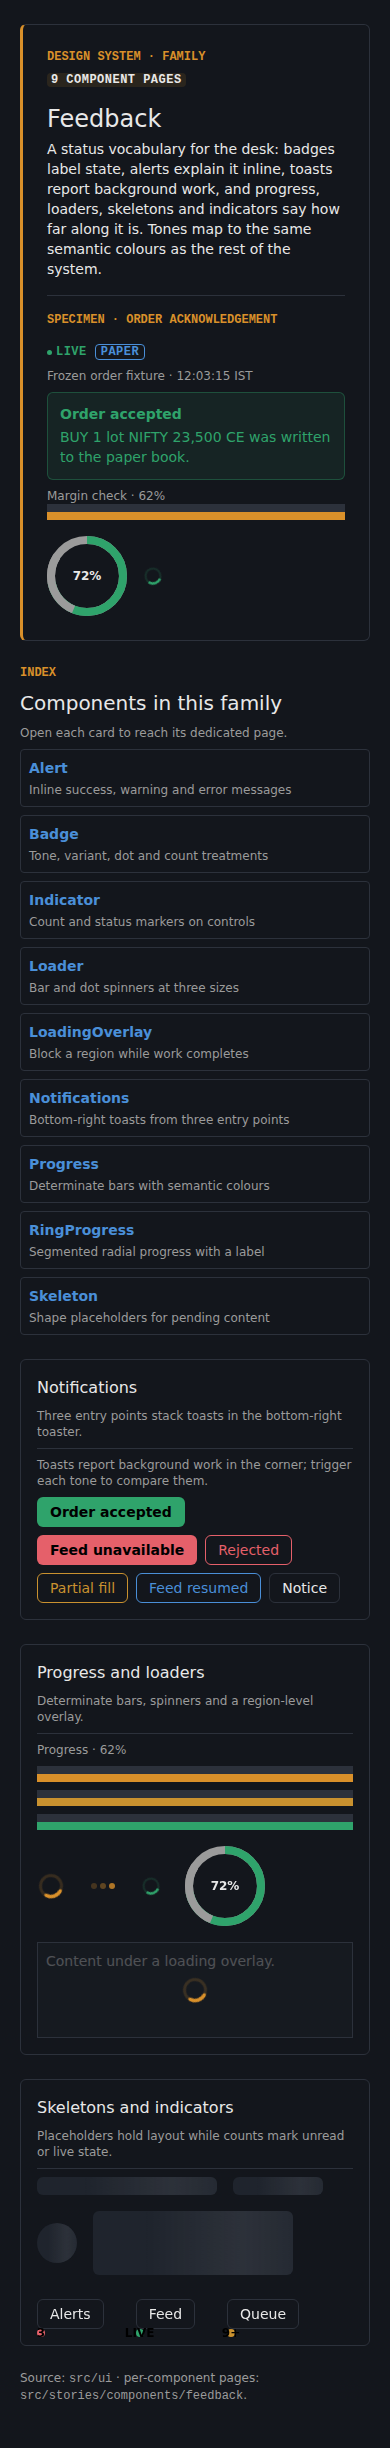 DESIGN SYSTEM · FAMILY
9 COMPONENT PAGES
Feedback
A status vocabulary for the desk: badges
label state, alerts explain it inline, toasts
report background work, and progress,
loaders, skeletons and indicators say how
far along it is. Tones map to the same
semantic colours as the rest of the
system.
SPECIMEN · ORDER ACKNOWLEDGEMENT
LIVE PAPER
Frozen order fixture · 12:03:15 IST
Order accepted
BUY 1 lot NIFTY 23,500 CE was written
to the paper book.
Margin check · 62%
72%
INDEX
Components in this family
Open each card to reach its dedicated page.
Alert
Inline success, warning and error messages
Badge
Tone, variant, dot and count treatments
Indicator
Count and status markers on controls
Loader
Bar and dot spinners at three sizes
LoadingOverlay
Block a region while work completes
Notifications
Bottom-right toasts from three entry points
Progress
Determinate bars with semantic colours
RingProgress
Segmented radial progress with a label
Skeleton
Shape placeholders for pending content
Notifications
Three entry points stack toasts in the bottom-right
toaster.
Toasts report background work in the corner; trigger
each tone to compare them.
Order accepted
Feed unavailable Rejected
Partial fill Feed resumed Notice
Progress and loaders
Determinate bars, spinners and a region-level
overlay.
Progress · 62%
72%
Content under a loading overlay.
Skeletons and indicators
Placeholders hold layout while counts mark unread
or live state.
Alerts Feed Queue
LIVE
Source: src/ui · per-component pages:
src/stories/components/feedback.